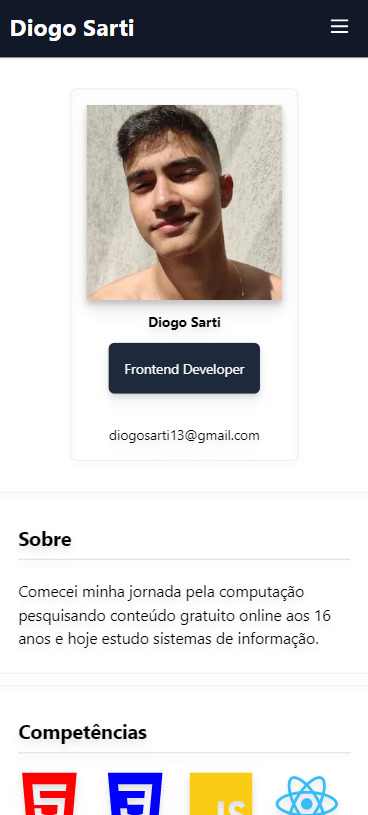 Diogo Sarti
Diogo Sarti
Frontend Developer
diogosarti13@gmail.com
Sobre
Comecei minha jornada pela computação
pesquisando conteúdo gratuito online aos 16
anos e hoje estudo sistemas de informação.
Competências
5
3
JS